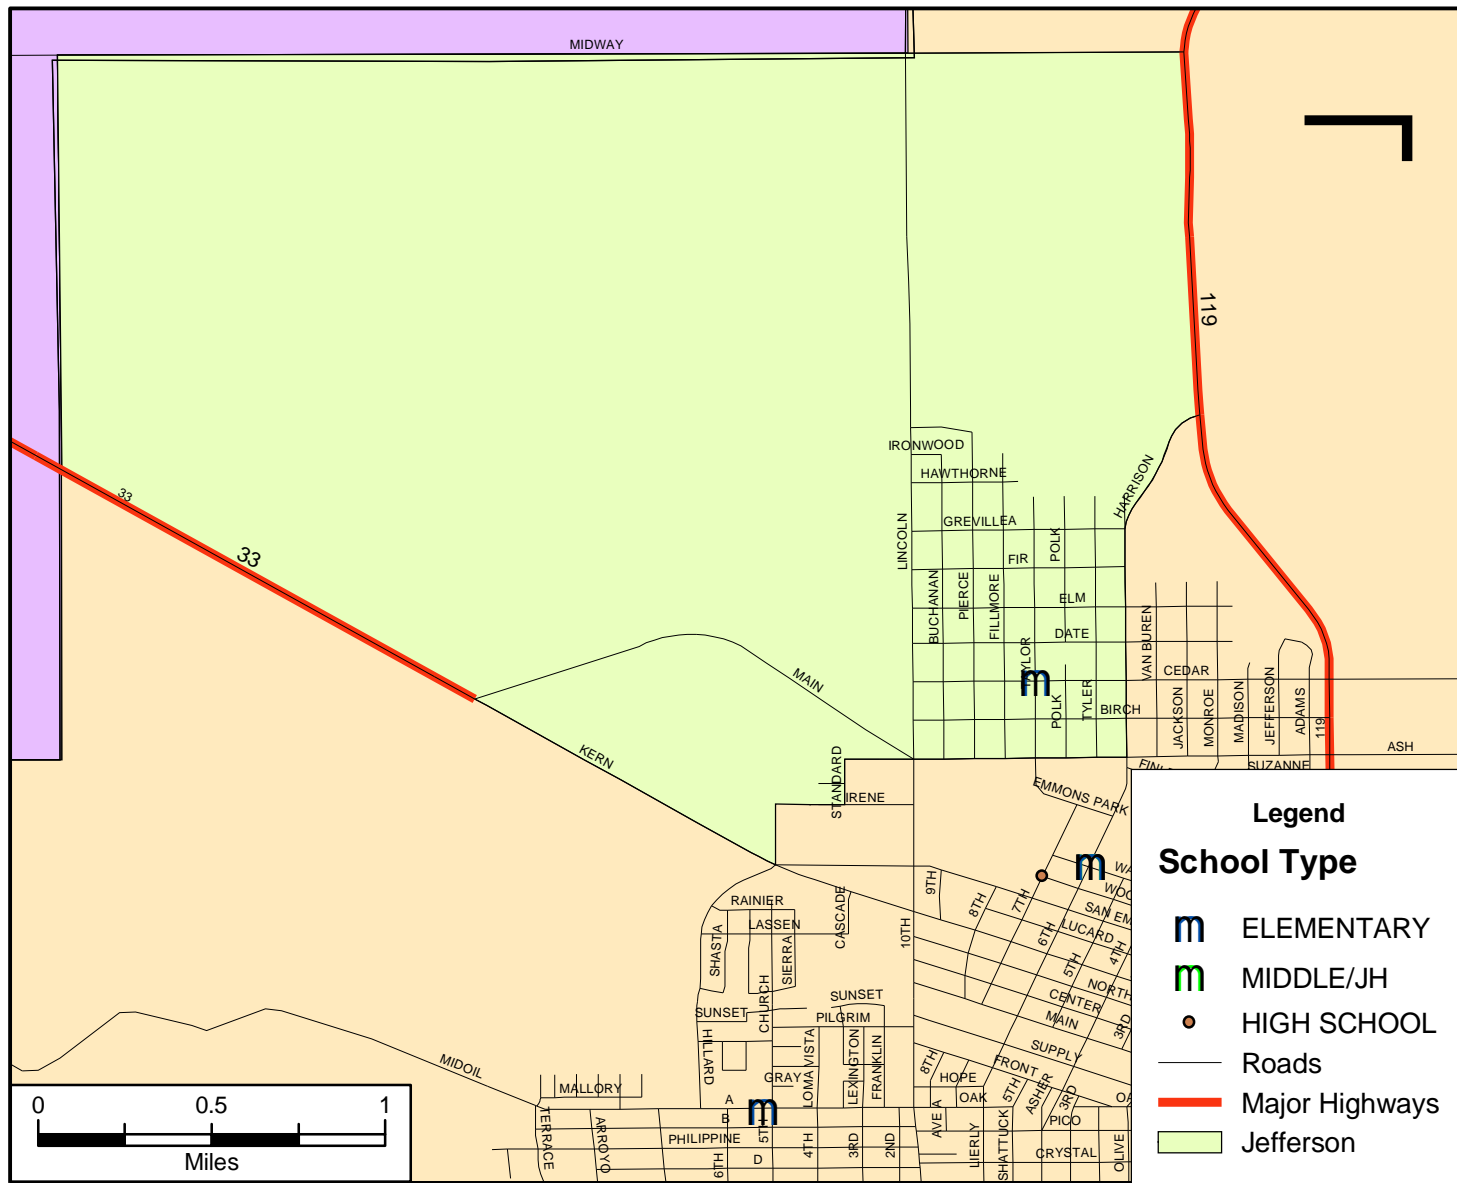 MIDWAY
119
IRONWOOD
HAWTHORNE
HARRISON
33
33
LINCOLN
GREVILLEA
FIR
POLK
BUCHANAN
PIERCE
FILLMORE
ELM
DATE
TAYLOR
VAN BUREN
CEDAR
MAIN
POLK
TYLER
BIRCH
JACKSON
MONROE
MADISON
JEFFERSON
ADAMS
119
ASH
KERN
STANDARD
SUZANNE
IRENE
EMMONS PARK
9TH
8TH
7TH
SAN EM
RAINIER
LASSEN
CASCADE
10TH
6TH
LUCARD
4TH
SHASTA
SIERRA
5TH
NORTH
CHURCH
SUNSET
SUNSET
PILGRIM
CENTER
MAIN
3RD
HILLARD
LOMA VISTA
LEXINGTON
FRANKLIN
SUPPLY
8TH
FRONT
MIDOIL
MALLORY
GRAY
HOPE
OAK
5TH
ASHER
3RD
A
B
AVE A
PICO
TERRACE
ARROYO
PHILIPPINE
5TH
4TH
3RD
2ND
LIERLY
SHATTUCK
CRYSTAL
OLIVE
6TH
D
0 0.5 1
Miles
Legend
School Type
ELEMENTARY
MIDDLE/JH
HIGH SCHOOL
Roads
Major Highways
Jefferson